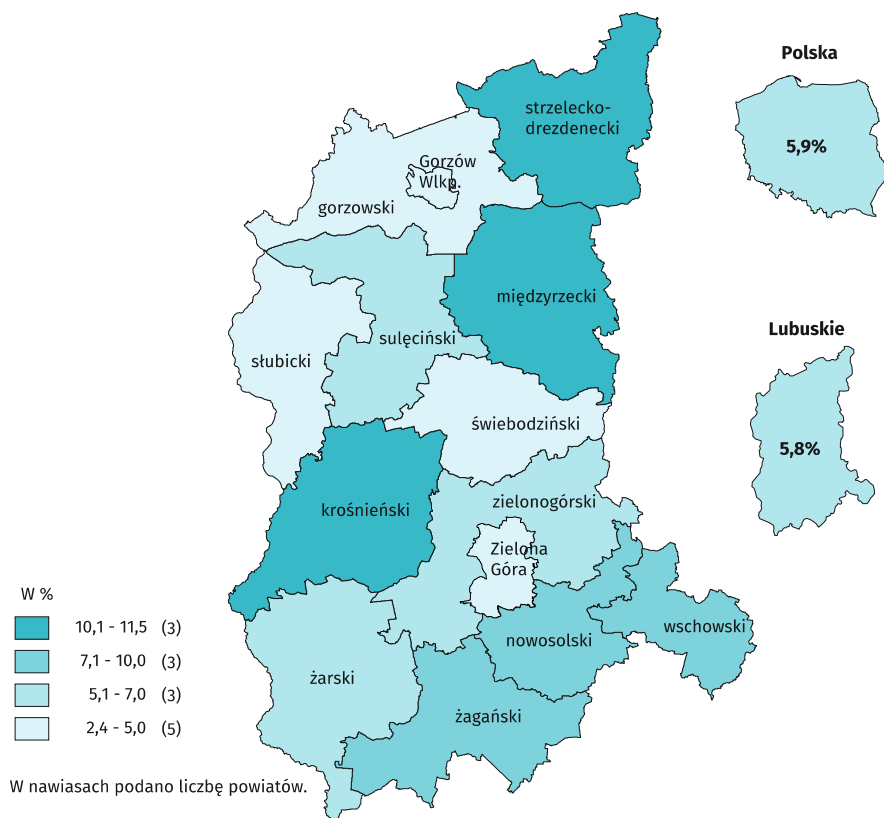 Polska
5,9%
strzelecko-
drezdenecki
Gorzów
Wlkp.
gorzowski
międzyrzecki
sulęciński
słubicki
Lubuskie
5,8%
świebodziński
krośnieński
zielonogórski
Zielona
Góra
nowosolski
wschowski
żarski
żagański
W %
10,1 - 11,5 (3)
7,1 - 10,0 (3)
5,1 - 7,0 (3)
2,4 - 5,0 (5)
W nawiasach podano liczbę powiatów.